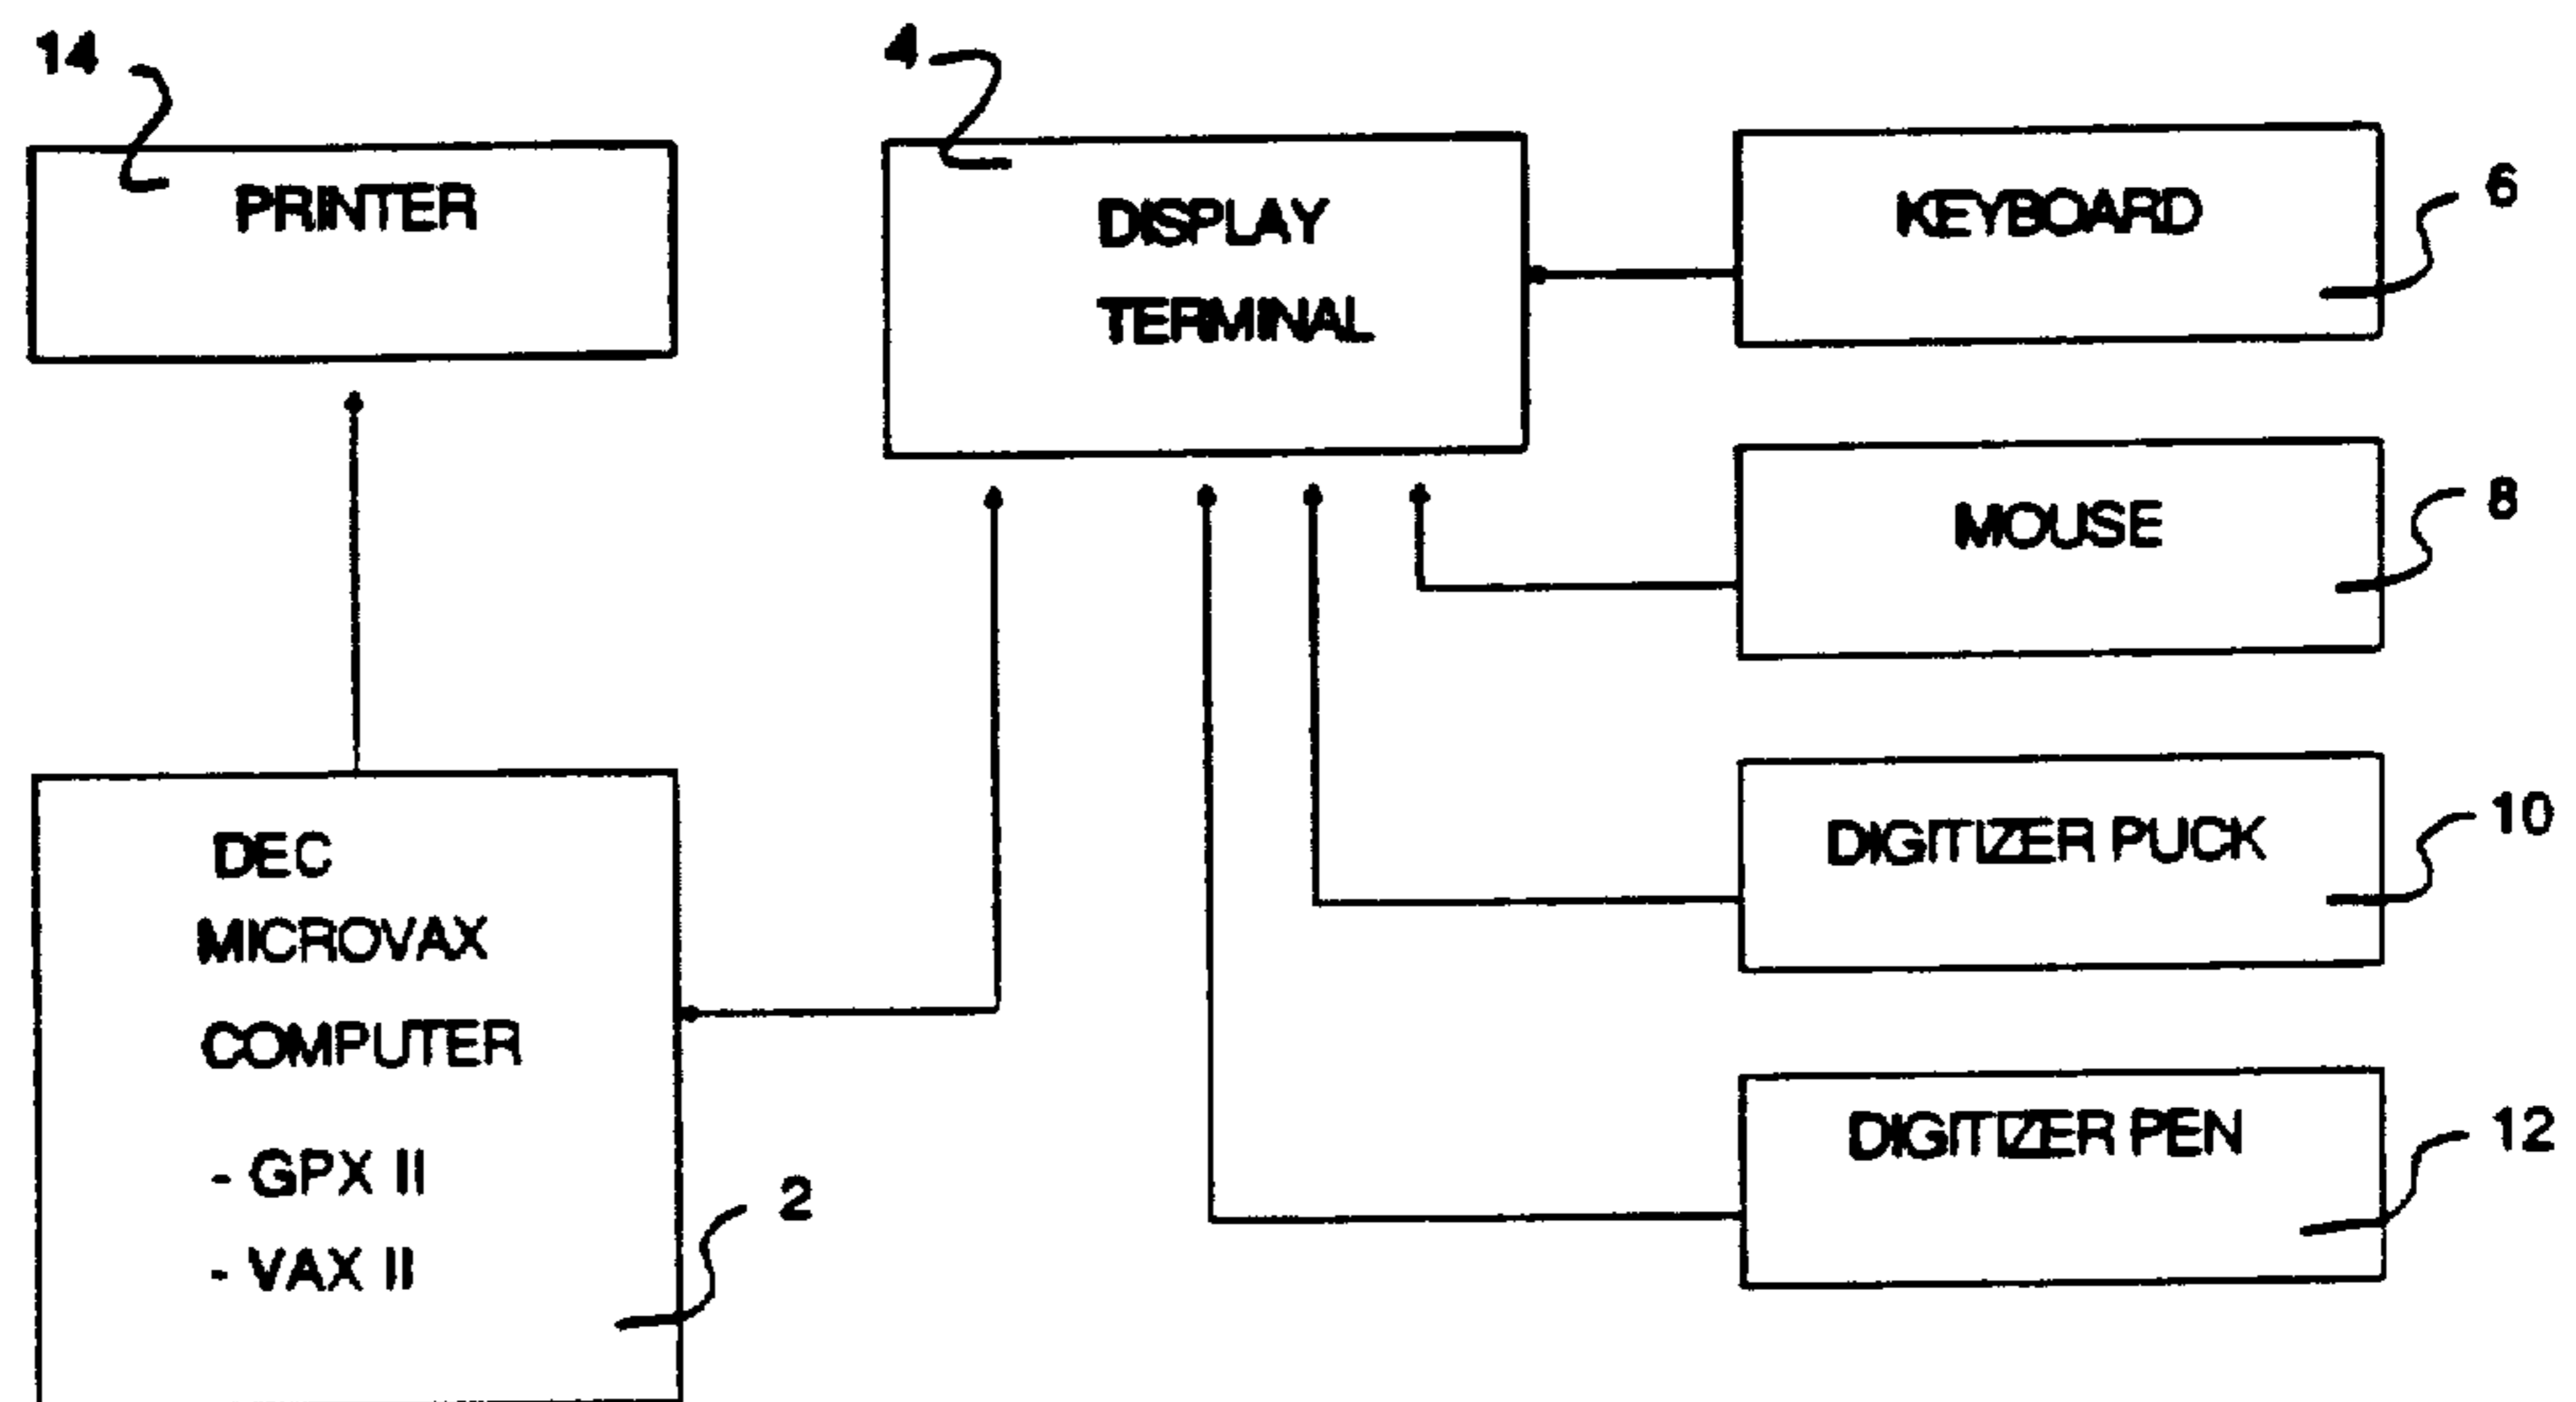 14
PRINTER
4
DISPLAY
TERMINAL
KEYBOARD
6
MOUSE
8
DIGITIZER PUCK
10
DIGITIZER PEN
12
DEC
MICROVAX
COMPUTER
- GPX II
- VAX II
2